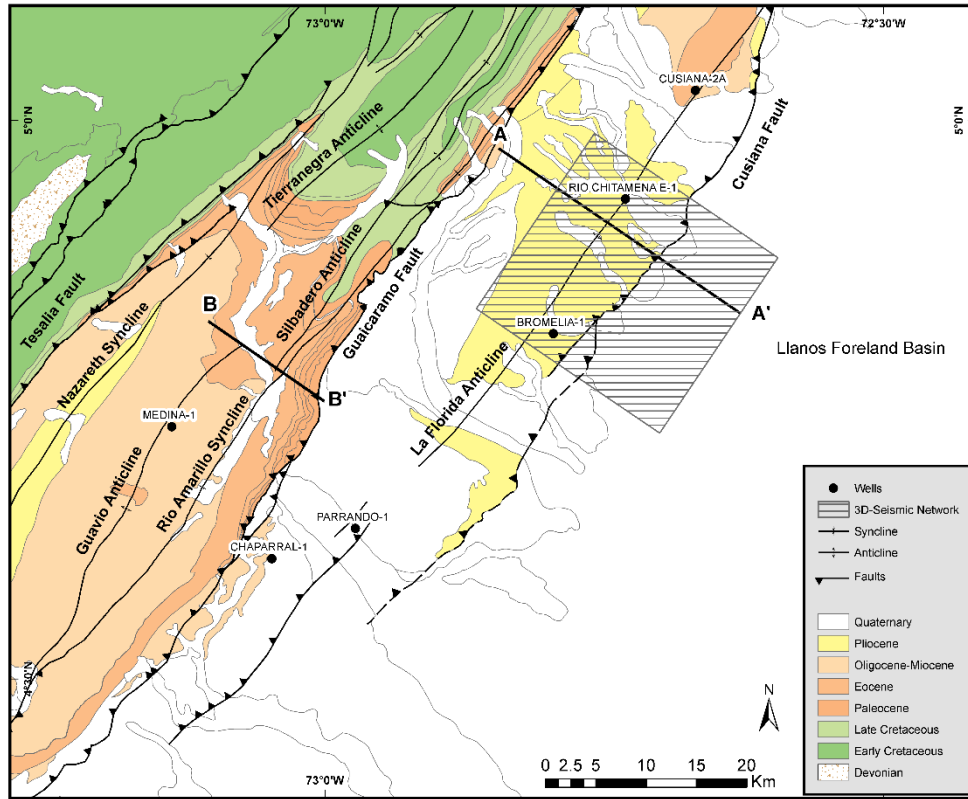 73°0'W
72°30'W
5°0'N
5°0'N
CUSIANA-2A
Cusiana Fault
Tierranegra Anticline
A
RIO CHITAMENA E-1
Tesalia Fault
Nazareth Syncline
B
Silbadero Anticline
Guaicaramo Fault
BROMELIA-1
A'
Llanos Foreland Basin
B'
La Florida Anticline
MEDINA-1
Guavio Anticline
Rio Amarillo Syncline
PARRANDO-1
CHAPARRAL-1
4°30'N
Wells
3D-Seismic Network
Syncline
Anticline
Faults
Quaternary
Pliocene
Oligocene-Miocene
Eocene
Paleocene
Late Cretaceous
Early Cretaceous
Devonian
N
0 2.5 5 10 15 20
Km
73°0'W